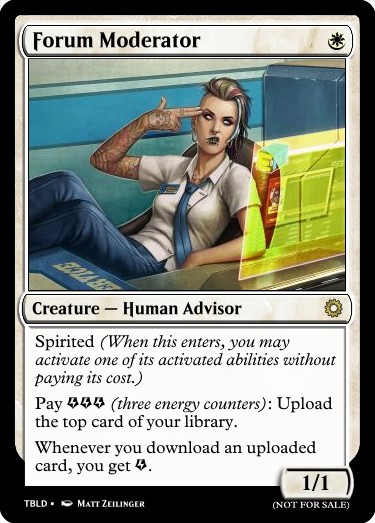 Forum Moderator
Creature — Human Advisor
Spirited (When this enters, you may
activate one of its activated abilities without
paying its cost.)
Pay (three energy counters): Upload
the top card of your library.
Whenever you download an uploaded
card, you get .
1/1
TBLD • Matt Zeilinger
(NOT FOR SALE)